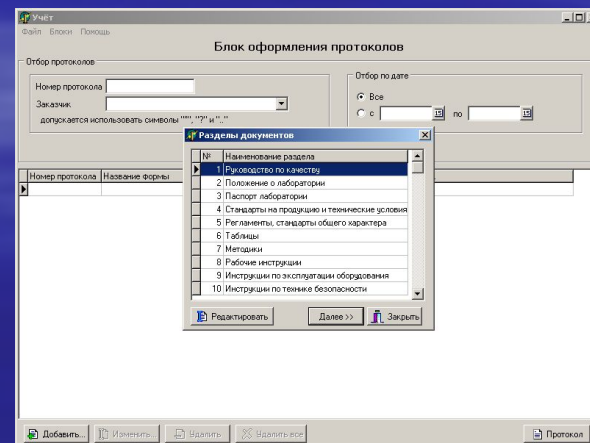 Учёт
Файл Блоки Помощь
Блок оформления протоколов
Отбор протоколов
Номер протокола
Заказчик
допускается использовать символы "*", "?" и ".."
Отбор по дате
Все
с по
Разделы документов
№ Наименование раздела
1 Руководство по качеству
2 Положение о лаборатории
3 Паспорт лаборатории
4 Стандарты на продукцию и технические условия
5 Регламенты, стандарты общего характера
6 Таблицы
7 Методики
8 Рабочие инструкции
9 Инструкции по эксплуатации оборудования
10 Инструкции по технике безопасности
Редактировать Далее >> Закрыть
Номер протокола Название формы
Добавить... Изменить... Удалить Удалить все Протокол